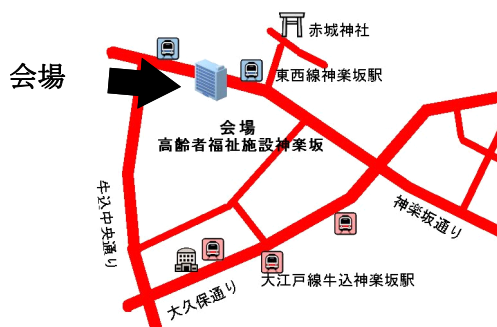 赤城神社
会場
東西線神楽坂駅
会場
高齢者福祉施設神楽坂
牛込中央通り
神楽坂通り
大江戸線牛込神楽坂駅
大久保通り